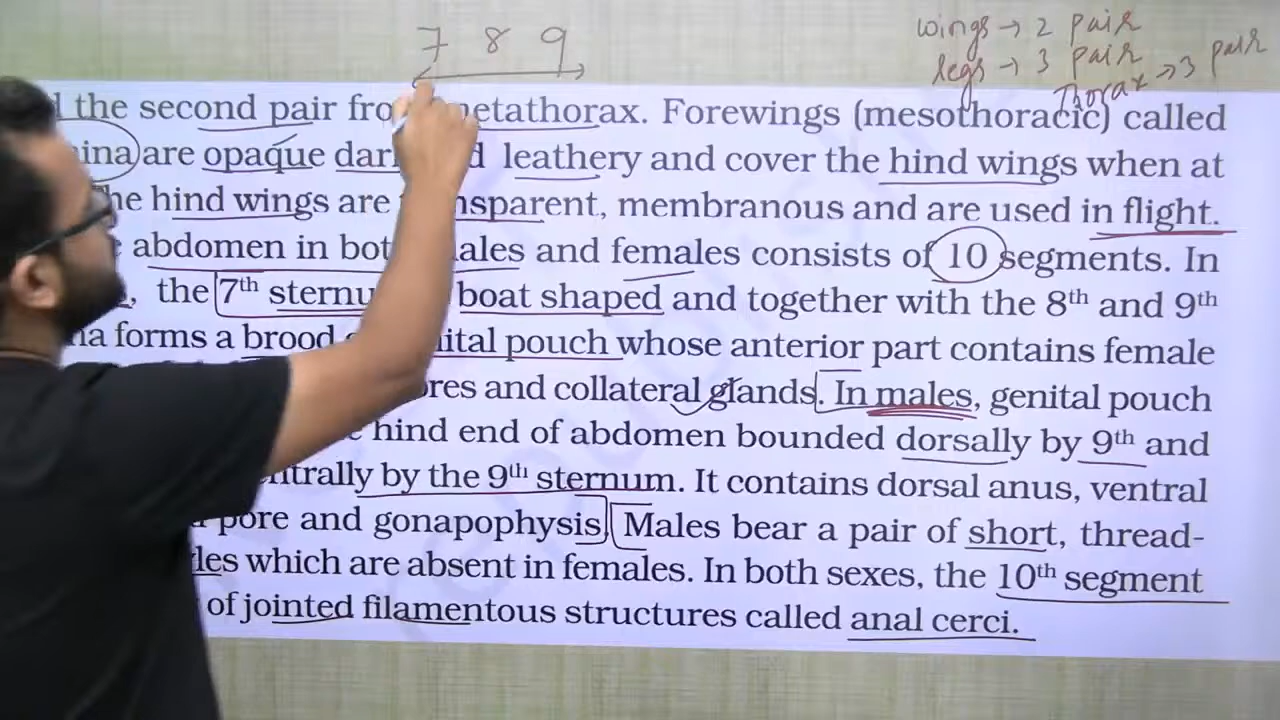 7 8 9
wings → 2 pair
legs → 3 pair
Thorax → 3 pair
the second pair from metathorax. Forewings (mesothoracic) called
are opaque dark and leathery and cover the hind wings when at
hind wings are transparent, membranous and are used in flight.
abdomen in both males and females consists of 10 segments. In
, the 7th sternum boat shaped and together with the 8th and 9th
forms a brood genital pouch whose anterior part contains female
and collateral glands. In males, genital pouch
hind end of abdomen bounded dorsally by 9th and
ventrally by the 9th sternum. It contains dorsal anus, ventral
pore and gonapophysis. Males bear a pair of short, thread-
which are absent in females. In both sexes, the 10th segment
of jointed filamentous structures called anal cerci.